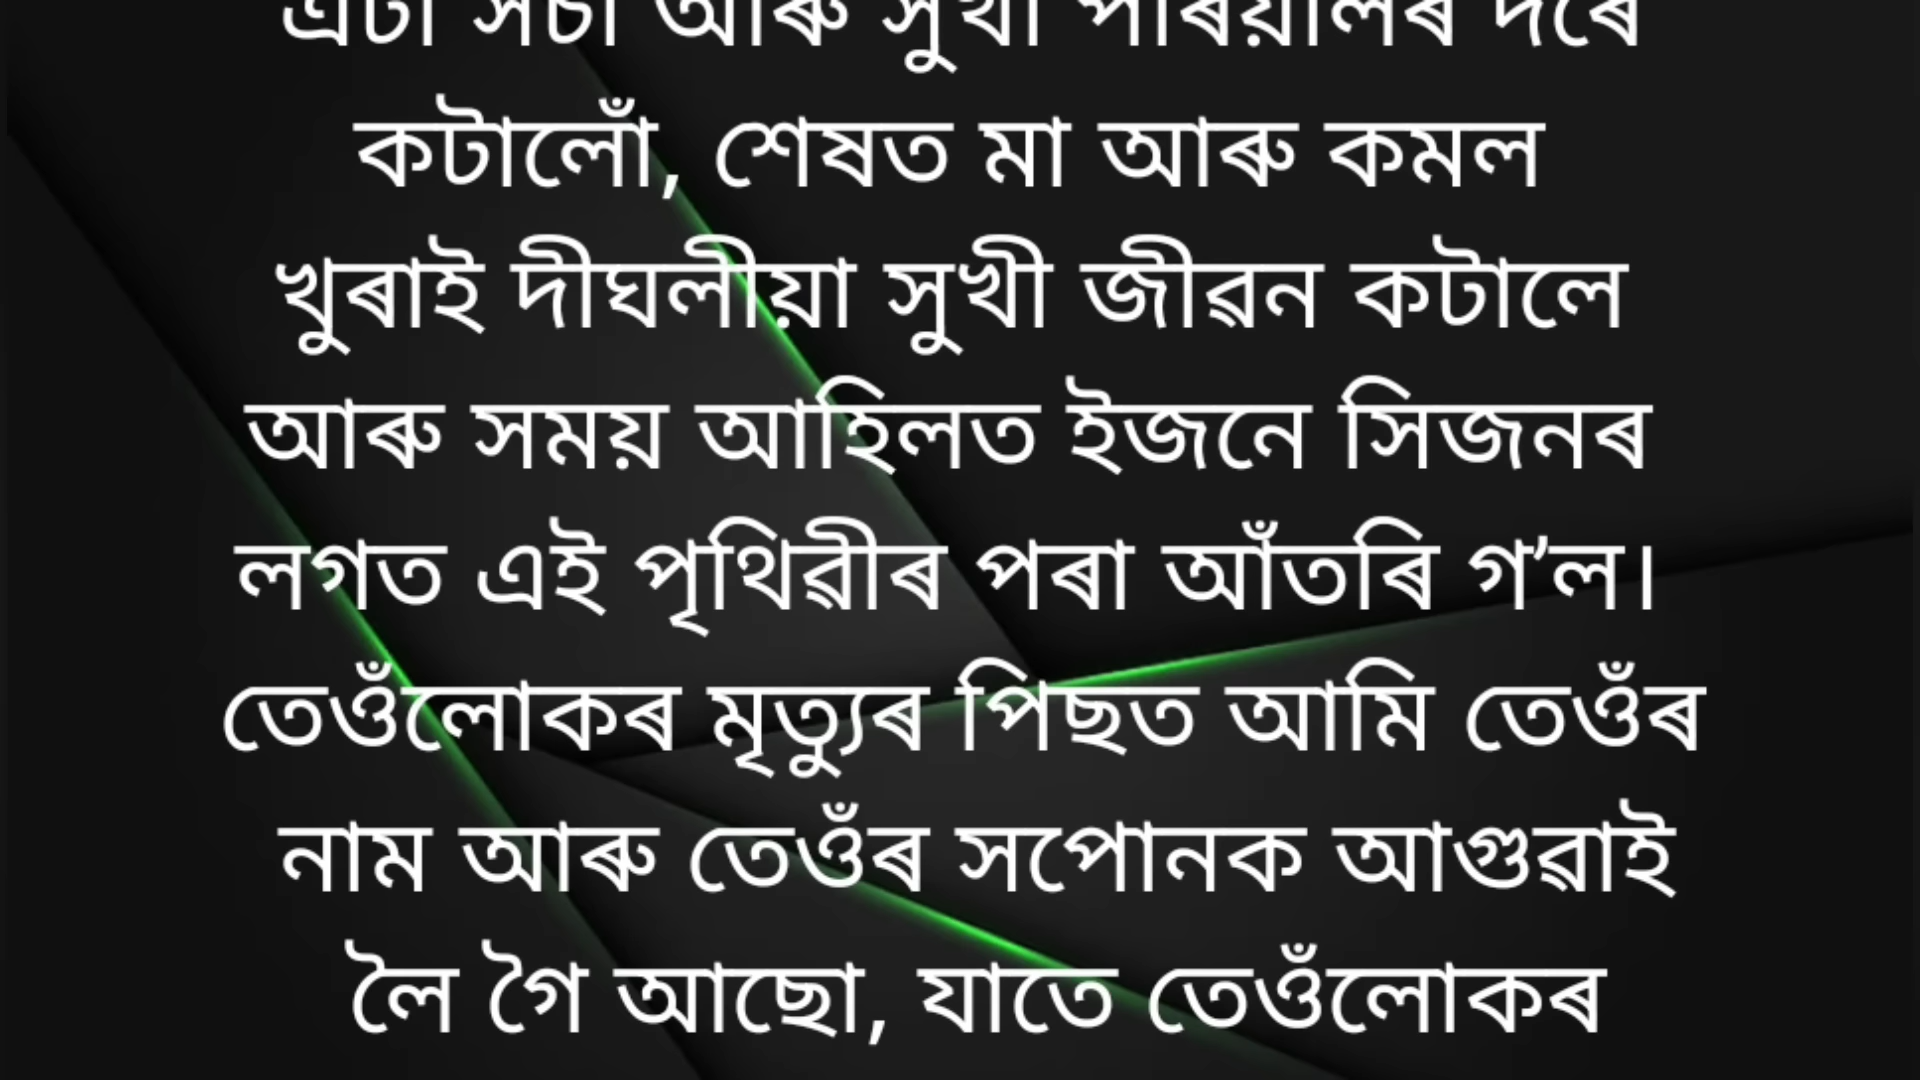 এটা সঁচা আৰু সুখী পৰিয়ালৰ দৰে
কটালোঁ, শেষত মা আৰু কমল
খুৰাই দীঘলীয়া সুখী জীৱন কটালে
আৰু সময় আহিলত ইজনে সিজনৰ
লগত এই পৃথিৱীৰ পৰা আঁতৰি গ’ল।
তেওঁলোকৰ মৃত্যুৰ পিছত আমি তেওঁৰ
নাম আৰু তেওঁৰ সপোনক আগুৱাই
লৈ গৈ আছো, যাতে তেওঁলোকৰ